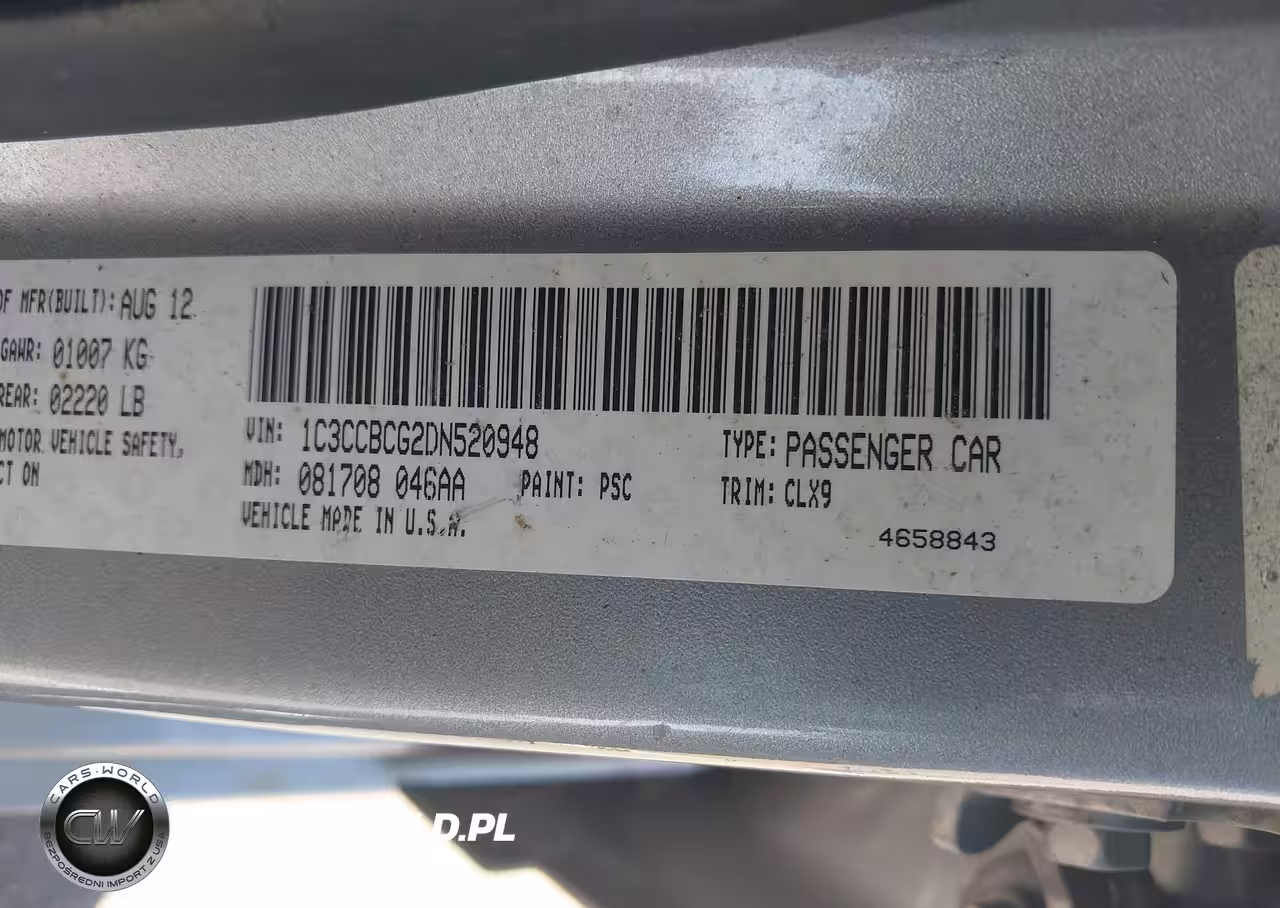 OF MFR(BUILT): AUG 12
GAWR: 01007 KG
REAR: 02220 LB
MOTOR VEHICLE SAFETY,
CT ON
VIN: 1C3CCBCG2DN520948
TYPE: PASSENGER CAR
MDH: 081708 046AA
PAINT: PSC
TRIM: CLX9
VEHICLE MADE IN U.S.A.
4658843
CARS-WORLD
CW
BEZPOŚREDNI IMPORT Z USA
LD.PL